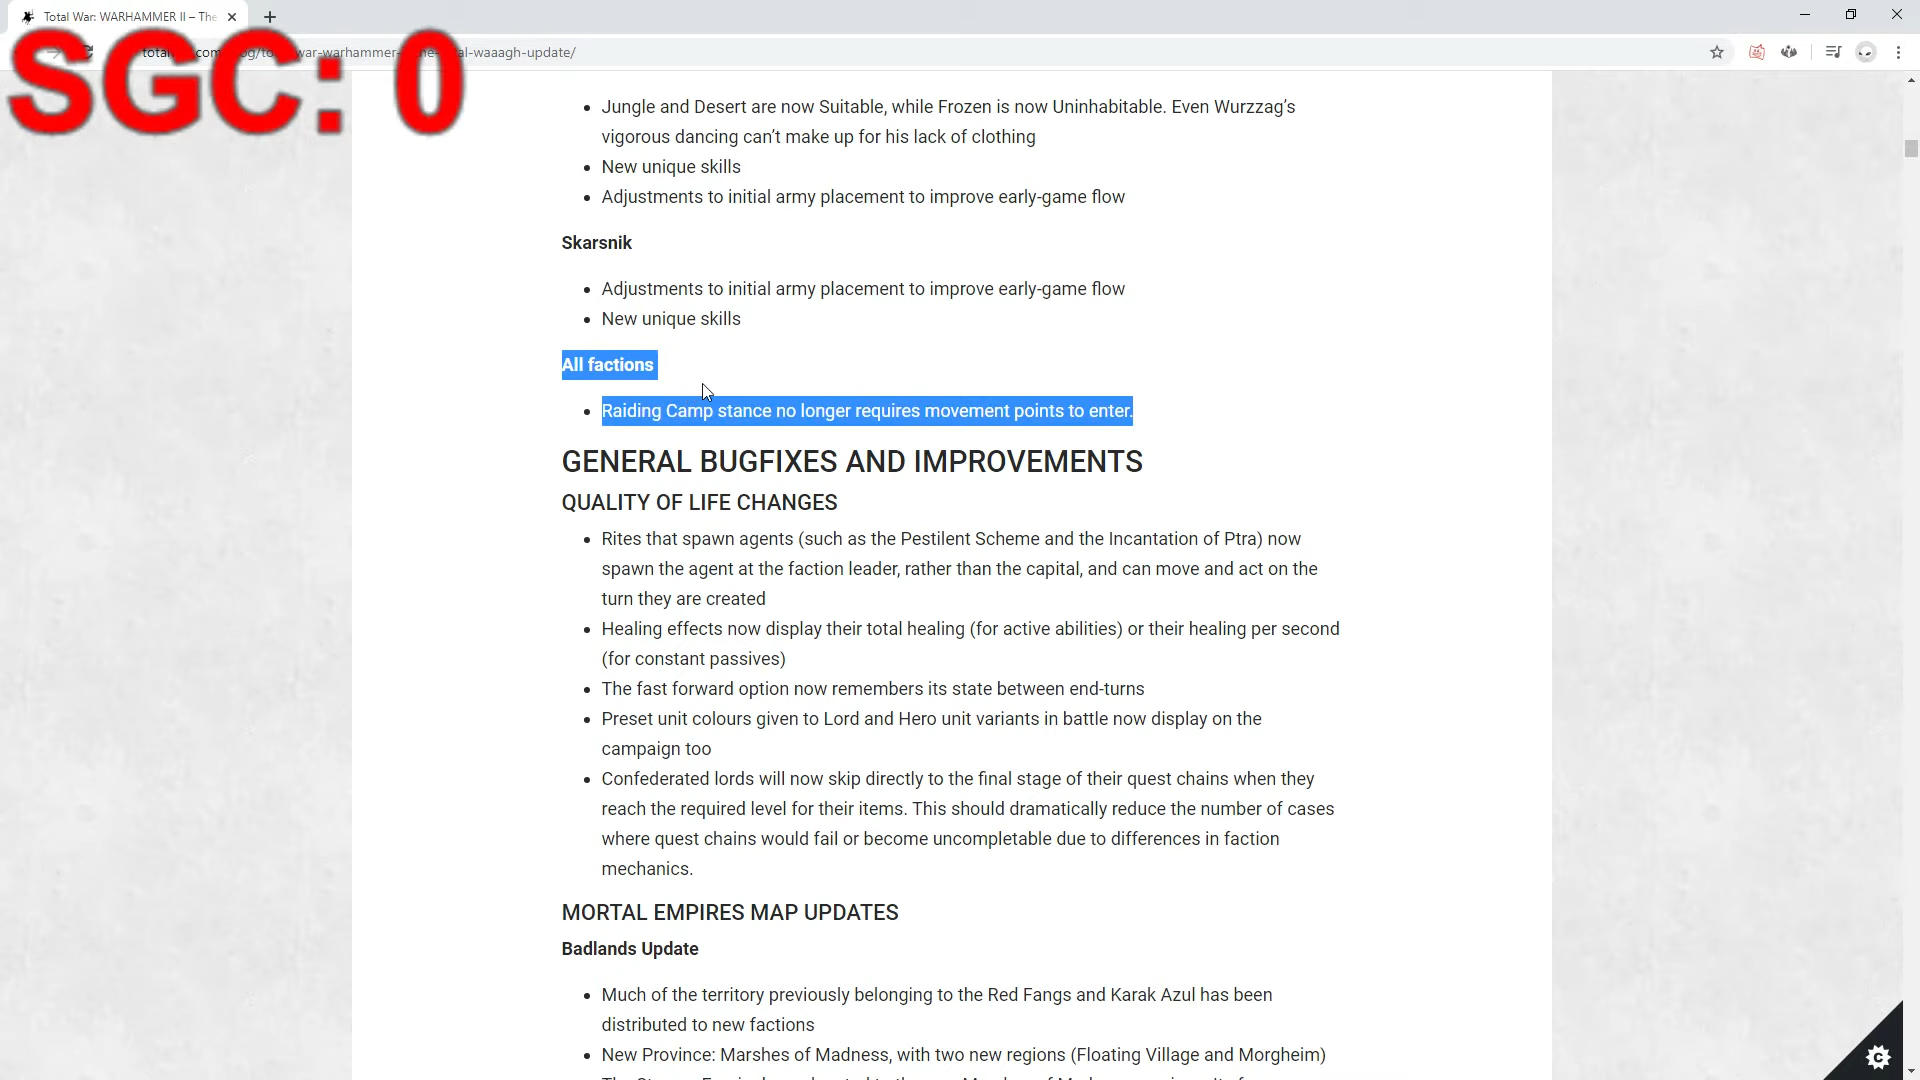 Total War: WARHAMMER II – The
SGC: 0
war-warhammer-
al-waaagh-update/
Jungle and Desert are now Suitable, while Frozen is now Uninhabitable. Even Wurzzag’s
vigorous dancing can’t make up for his lack of clothing
New unique skills
Adjustments to initial army placement to improve early-game flow
Skarsnik
Adjustments to initial army placement to improve early-game flow
New unique skills
All factions
Raiding Camp stance no longer requires movement points to enter.
GENERAL BUGFIXES AND IMPROVEMENTS
QUALITY OF LIFE CHANGES
Rites that spawn agents (such as the Pestilent Scheme and the Incantation of Ptra) now
spawn the agent at the faction leader, rather than the capital, and can move and act on the
turn they are created
Healing effects now display their total healing (for active abilities) or their healing per second
(for constant passives)
The fast forward option now remembers its state between end-turns
Preset unit colours given to Lord and Hero unit variants in battle now display on the
campaign too
Confederated lords will now skip directly to the final stage of their quest chains when they
reach the required level for their items. This should dramatically reduce the number of cases
where quest chains would fail or become uncompletable due to differences in faction
mechanics.
MORTAL EMPIRES MAP UPDATES
Badlands Update
Much of the territory previously belonging to the Red Fangs and Karak Azul has been
distributed to new factions
New Province: Marshes of Madness, with two new regions (Floating Village and Morgheim)